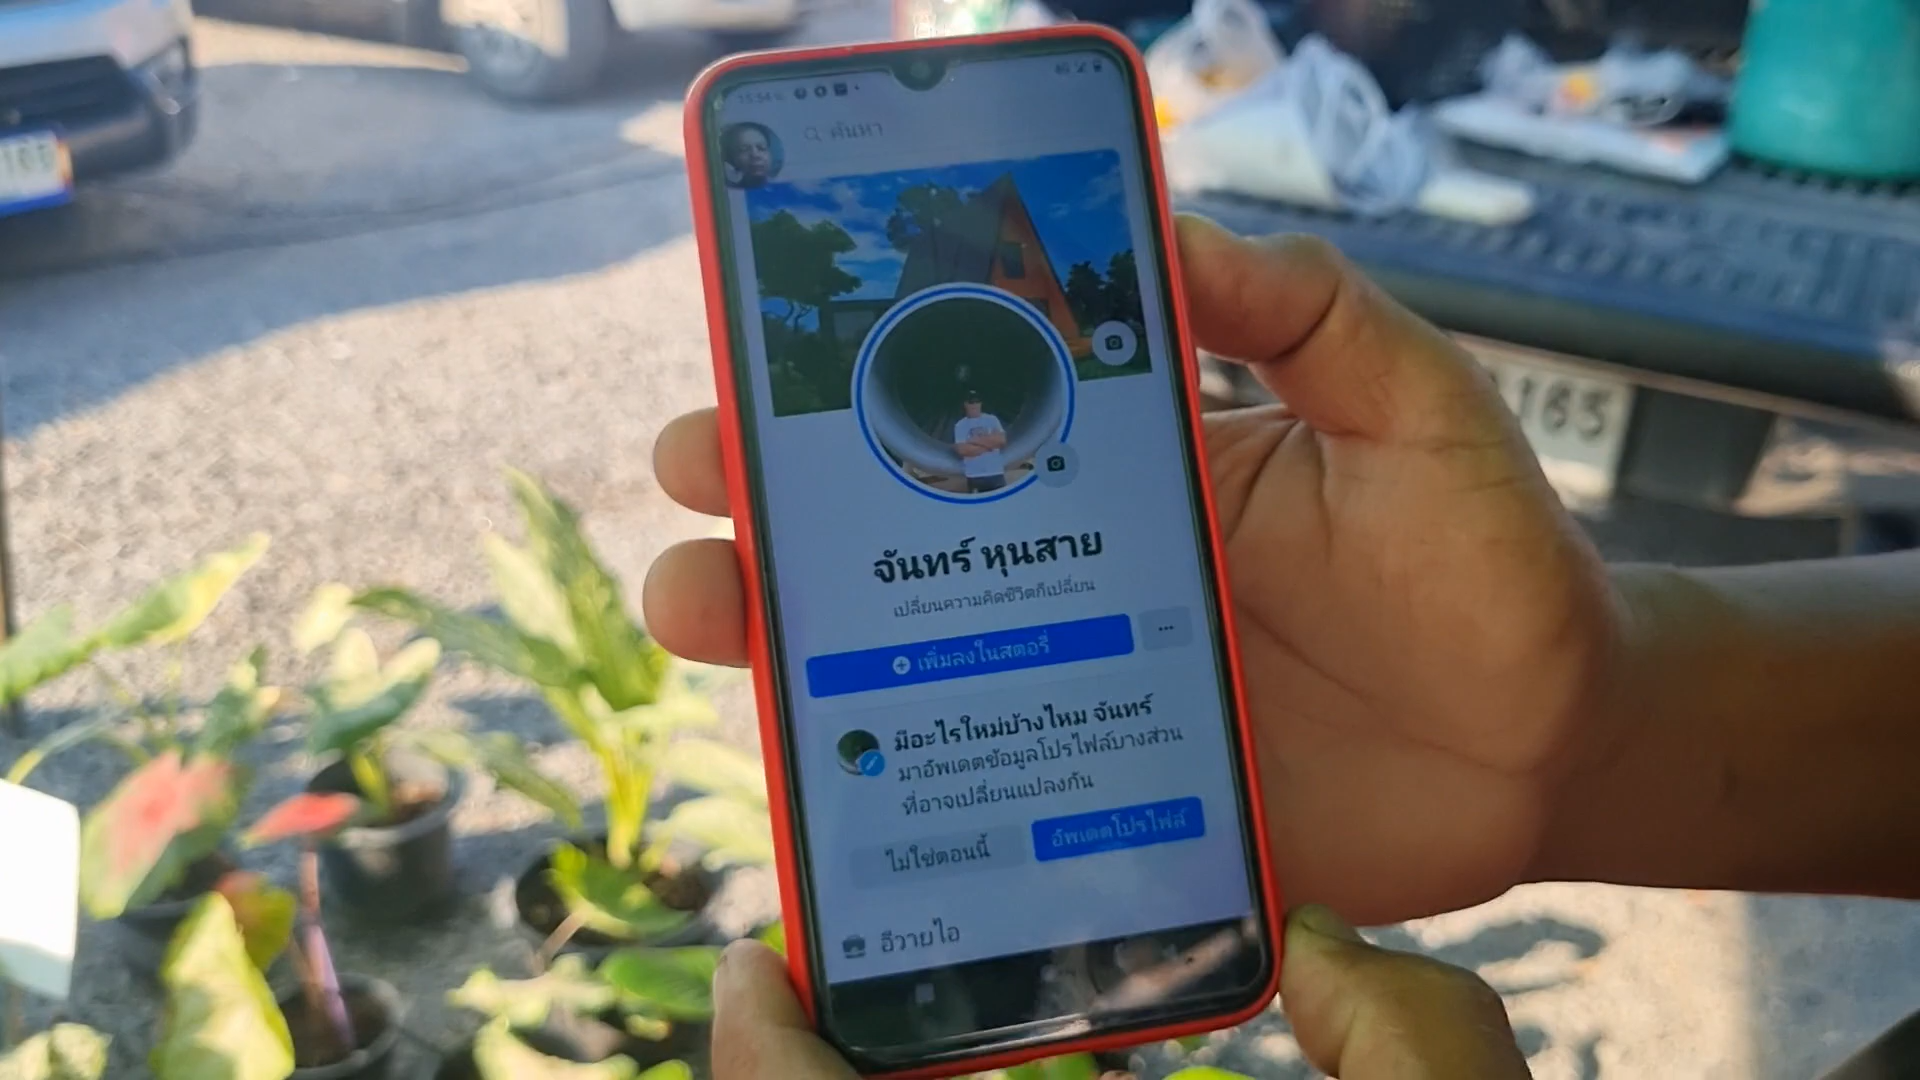 15:54 น.
ค้นหา
จันทร์ หุนสาย
เปลี่ยนความคิดชีวิตก็เปลี่ยน
เพิ่มลงในสตอรี่
มีอะไรใหม่บ้างไหม จันทร์
มาอัพเดตข้อมูลโปรไฟล์บางส่วน
ที่อาจเปลี่ยนแปลงกัน
ไม่ใช่ตอนนี้
อัพเดตโปรไฟล์
อีวายไอ
165